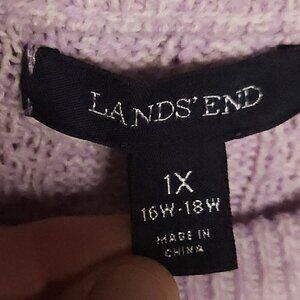 LANDS' END
1X
16W-18W
MADE IN
CHINA